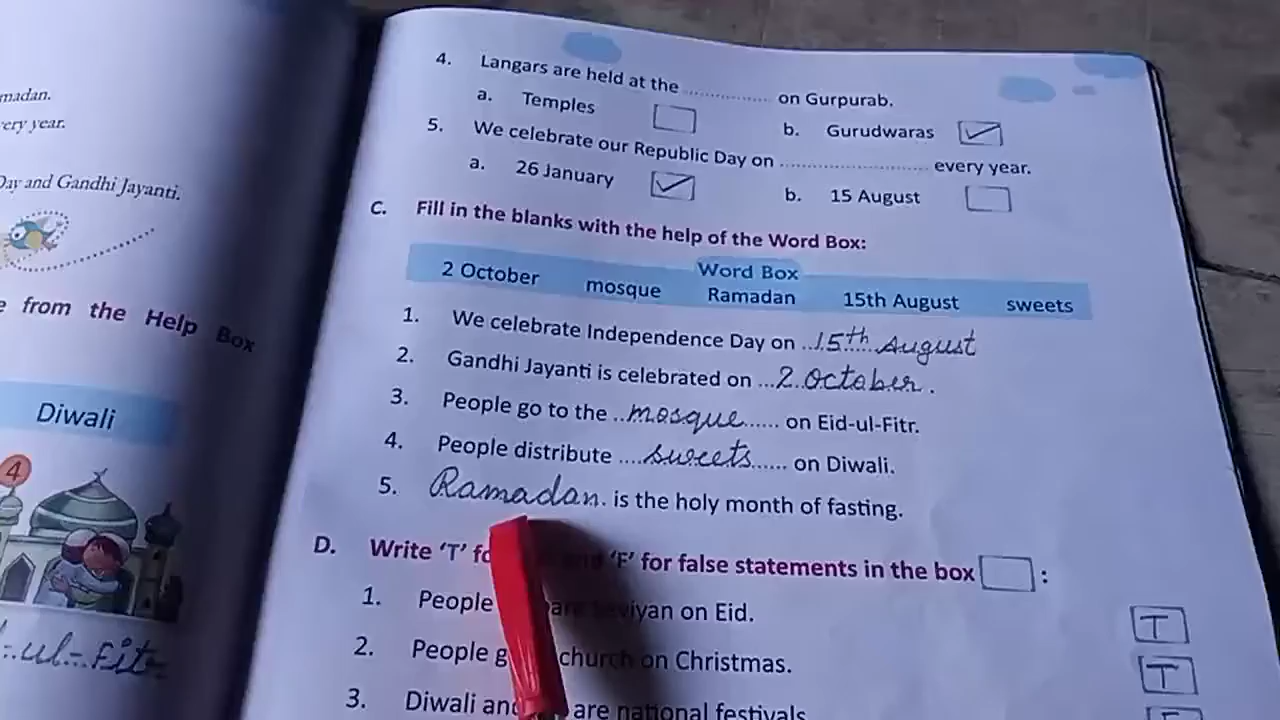 madan.
ery year.
Day and Gandhi Jayanti.
e from the Help Box
Diwali
4
ul-Fit
4. Langars are held at the ............... on Gurpurab.
a. Temples b. Gurudwaras ✓
5. We celebrate our Republic Day on .......................... every year.
a. 26 January ✓ b. 15 August
C. Fill in the blanks with the help of the Word Box:
Word Box
2 October mosque Ramadan 15th August sweets
1. We celebrate Independence Day on ..15th August
2. Gandhi Jayanti is celebrated on ...2 October.
3. People go to the ..mosque...... on Eid-ul-Fitr.
4. People distribute ....sweets...... on Diwali.
5. Ramadan. is the holy month of fasting.
D. Write 'T' and 'F' for false statements in the box :
1. People on Eid. T
2. People church on Christmas. T
3. Diwali are national festivals